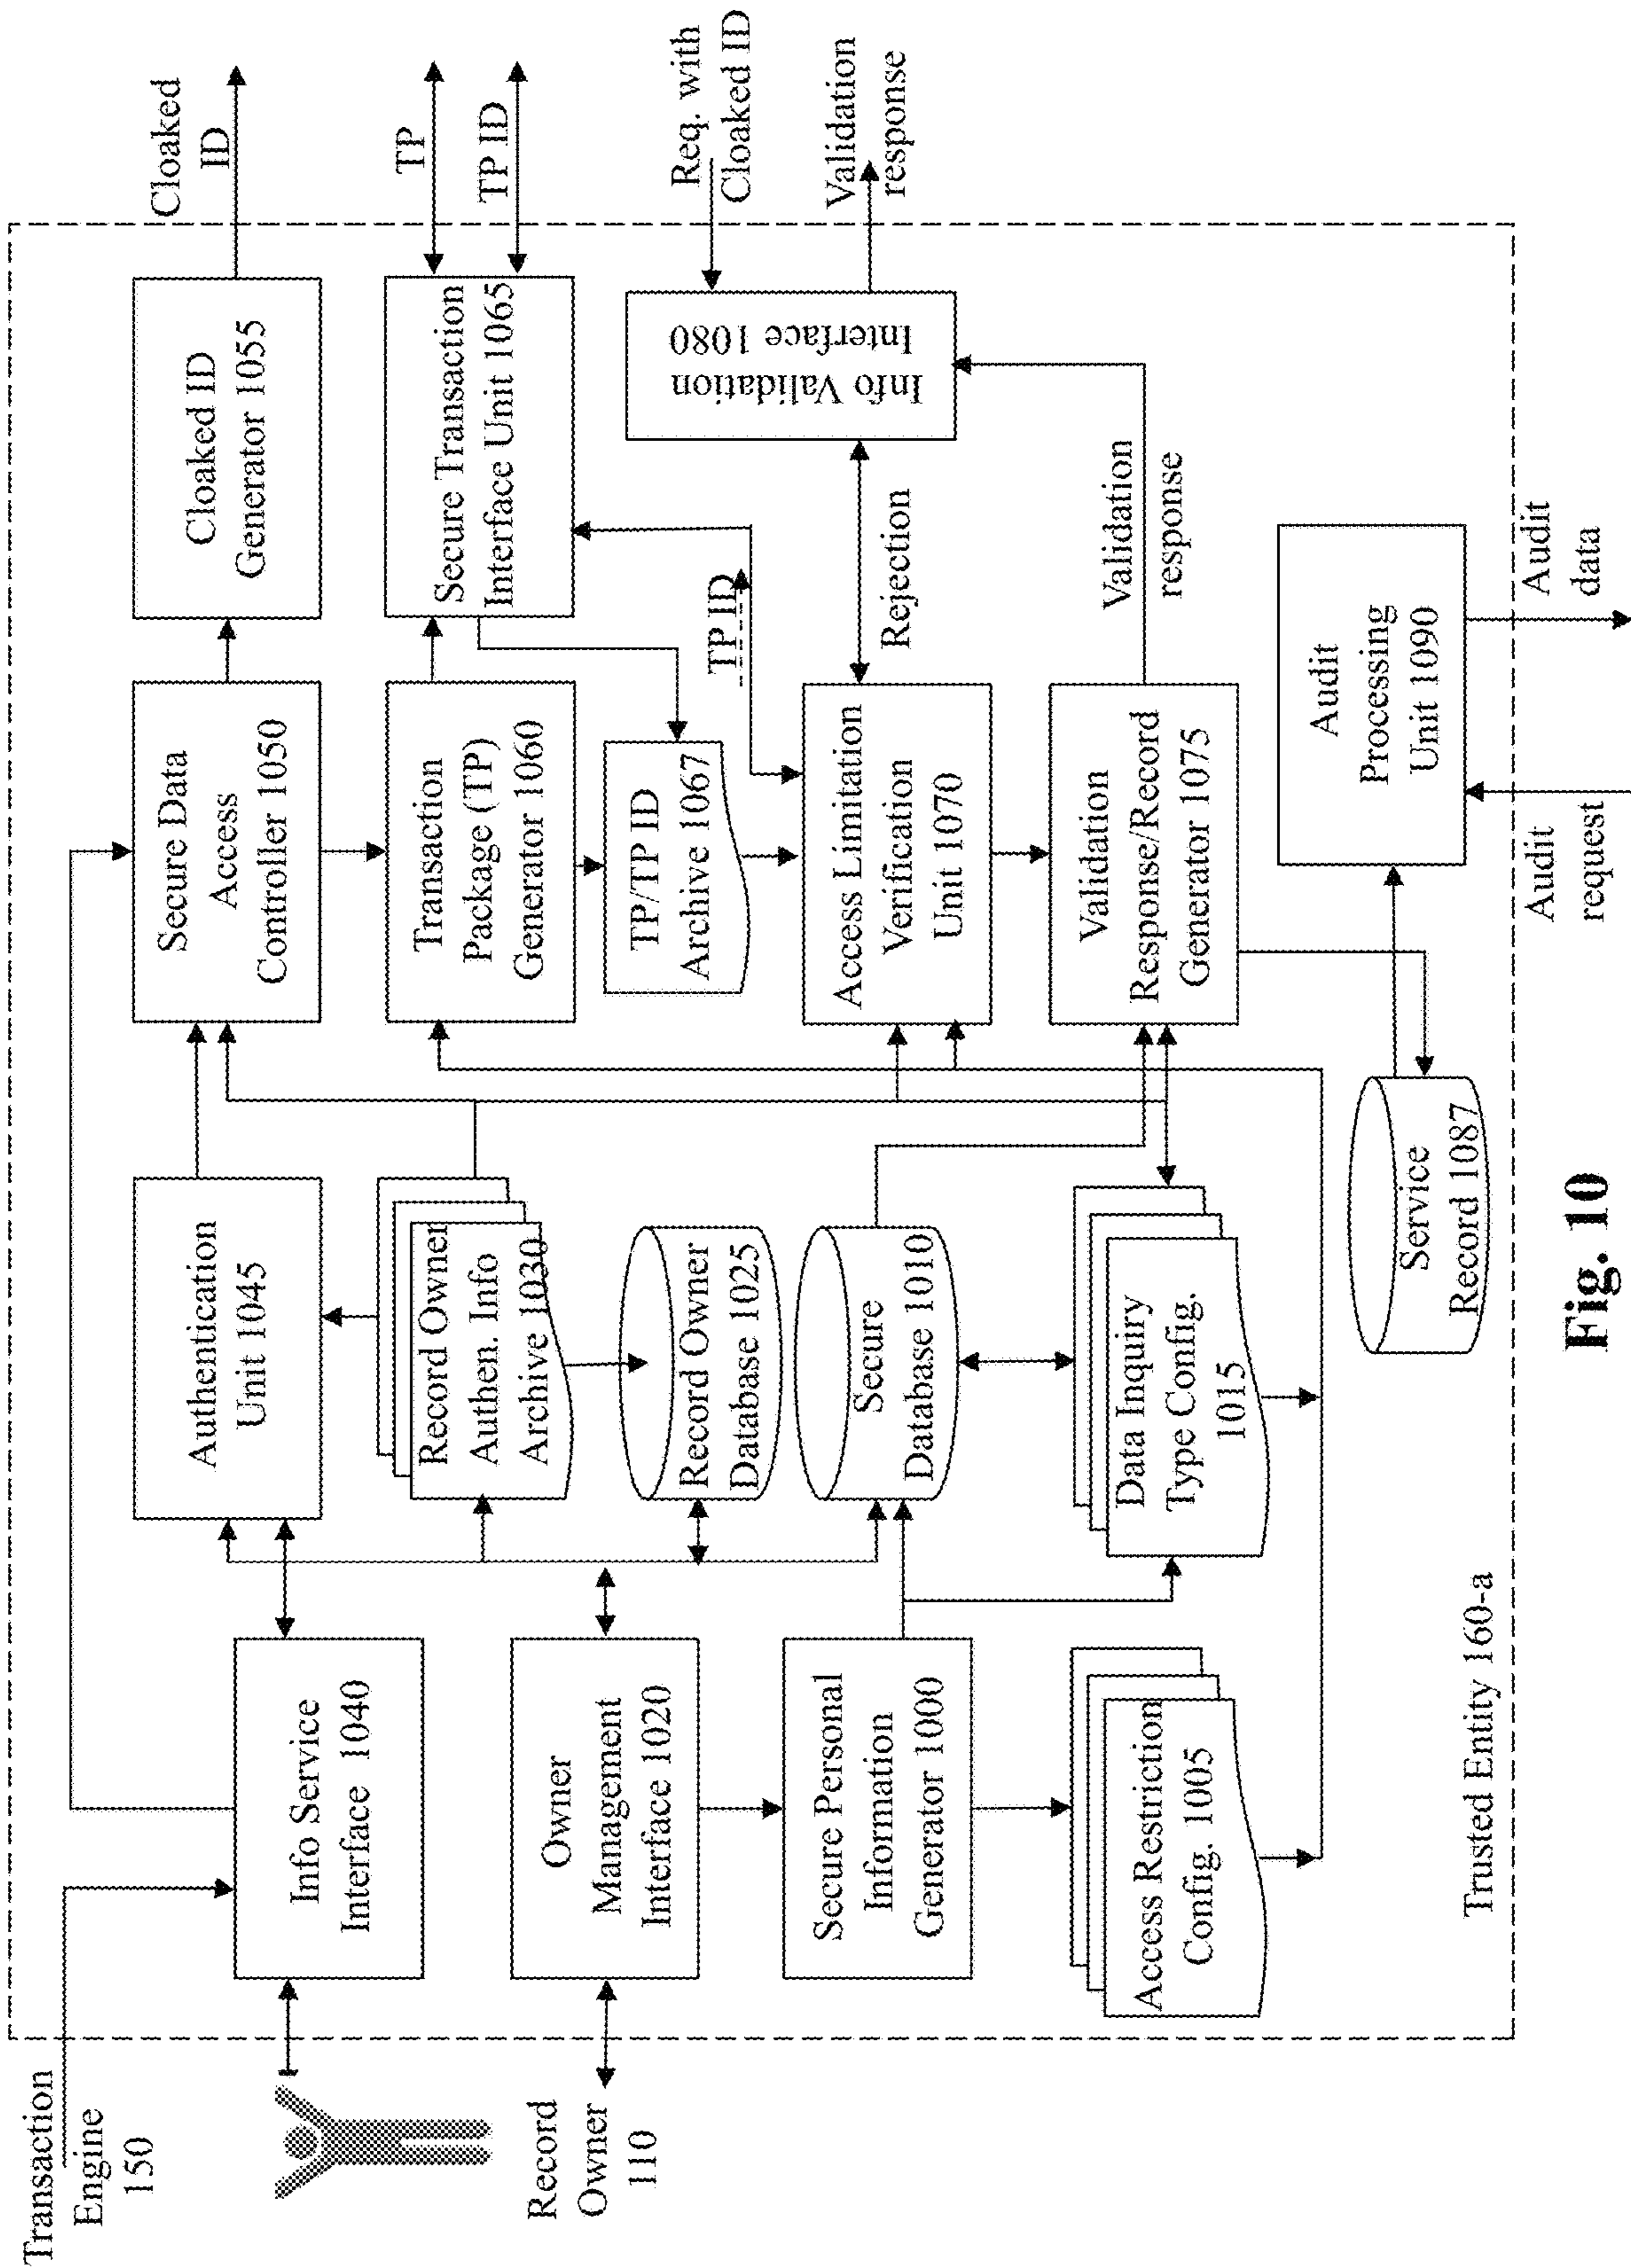 Transaction
Engine
150
Record
Owner
110
Info Service
Interface 1040
Owner
Management
Interface 1020
Secure Personal
Information
Generator 1000
Access Restriction
Config. 1005
Authentication
Unit 1045
Record Owner
Authen. Info
Archive 1030
Record Owner
Database 1025
Secure
Database 1010
Data Inquiry
Type Config.
1015
Secure Data
Access
Controller 1050
Transaction
Package (TP)
Generator 1060
TP/TP ID
Archive 1067
Access Limitation
Verification
Unit 1070
Validation
Response/Record
Generator 1075
Service
Record 1087
Cloaked ID
Generator 1055
Secure Transaction
Interface Unit 1065
TP ID
Rejection
Info Validation
Interface 1080
Validation
response
Audit
Processing
Unit 1090
Cloaked
ID
TP
TP ID
Req. with
Cloaked ID
Validation
response
Audit
request
Audit
data
Trusted Entity 160-a
Fig. 10